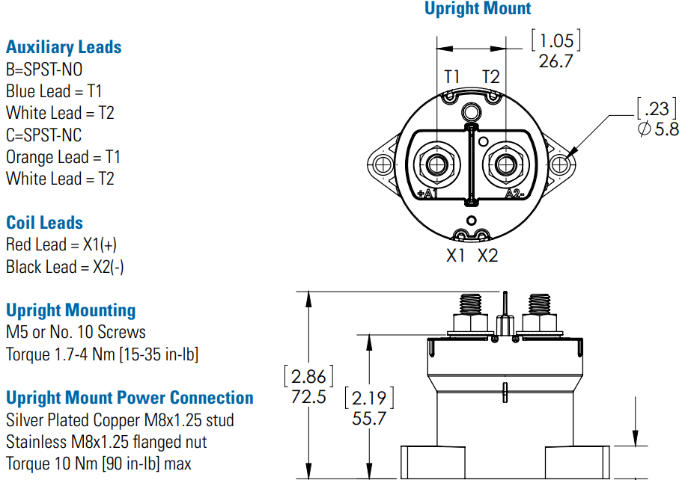 Upright Mount
Auxiliary Leads
B=SPST-NO
Blue Lead = T1
White Lead = T2
C=SPST-NC
Orange Lead = T1
White Lead = T2
Coil Leads
Red Lead = X1(+)
Black Lead = X2(-)
Upright Mounting
M5 or No. 10 Screws
Torque 1.7-4 Nm [15-35 in-lb]
Upright Mount Power Connection
Silver Plated Copper M8x1.25 stud
Stainless M8x1.25 flanged nut
Torque 10 Nm [90 in-lb] max
[1.05]
26.7
T1 T2
[.23]
Ø5.8
+A1 A2-
X1 X2
[2.86]
72.5
[2.19]
55.7